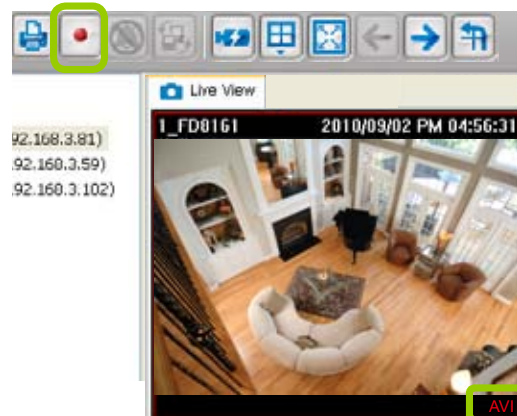 Live View
1_FD8161 2010/09/02 PM 04:56:31
92.168.3.81)
92.168.3.59)
92.168.3.102)
AVI